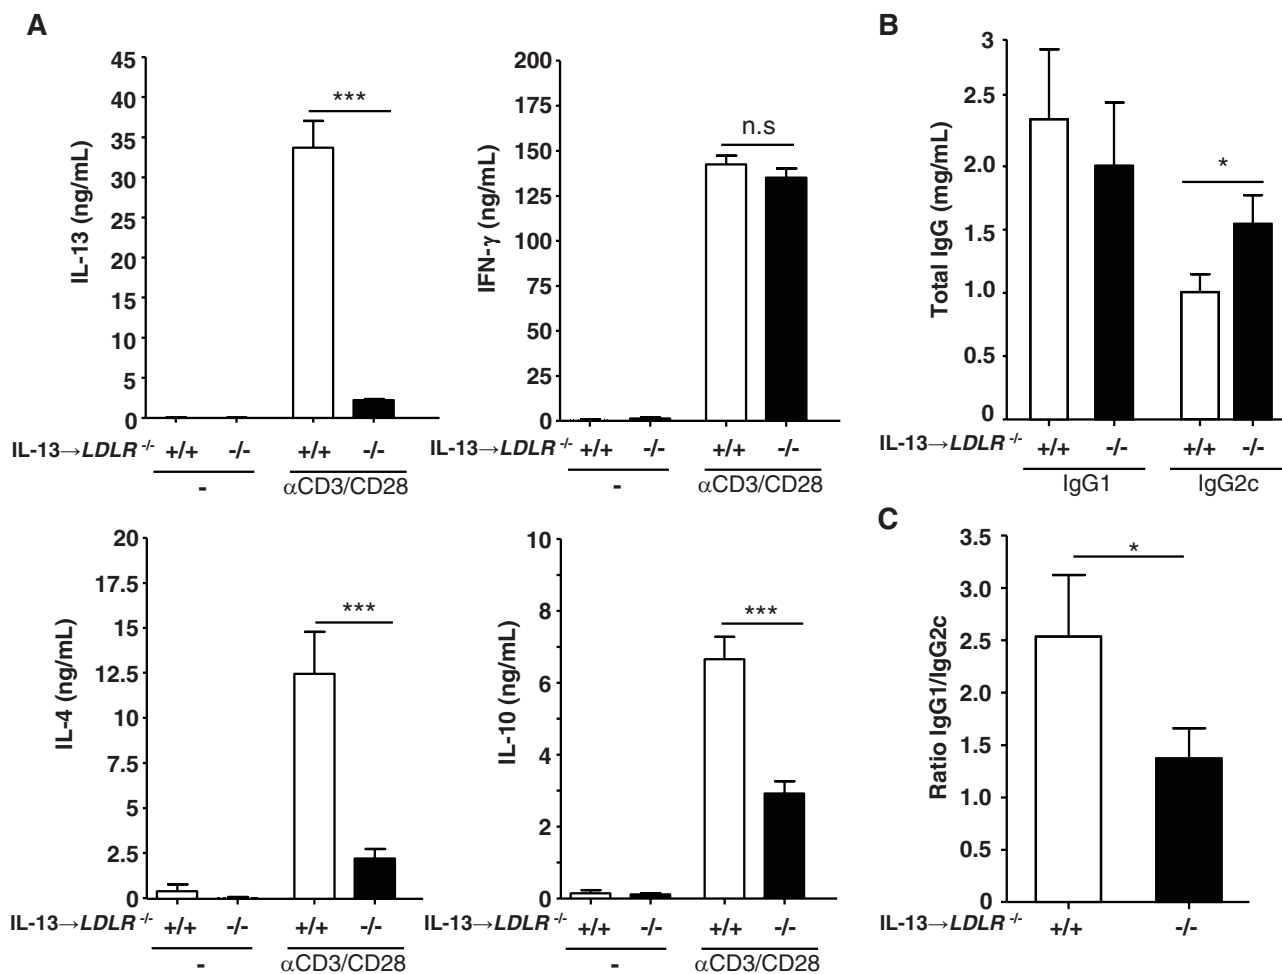 A
IL-13 (ng/mL)
45
40
35
30
25
20
15
10
5
0
***
IL-13→LDLR -/-
+/+ -/- +/+ -/-
- αCD3/CD28
IFN-γ (ng/mL)
200
175
150
125
100
75
50
25
0
n.s
IL-13→LDLR -/-
+/+ -/- +/+ -/-
- αCD3/CD28
IL-4 (ng/mL)
20
17.5
15
12.5
10
7.5
5
2.5
0
***
IL-13→LDLR -/-
+/+ -/- +/+ -/-
- αCD3/CD28
IL-10 (ng/mL)
10
8
6
4
2
0
***
IL-13→LDLR -/-
+/+ -/- +/+ -/-
- αCD3/CD28
B
Total IgG (mg/mL)
3
2.5
2.0
1.5
1.0
0.5
0
*
IL-13→LDLR -/-
+/+ -/- +/+ -/-
IgG1 IgG2c
C
Ratio IgG1/IgG2c
3.5
3.0
2.5
2.0
1.5
1.0
0.5
0
*
IL-13→LDLR -/-
+/+ -/-